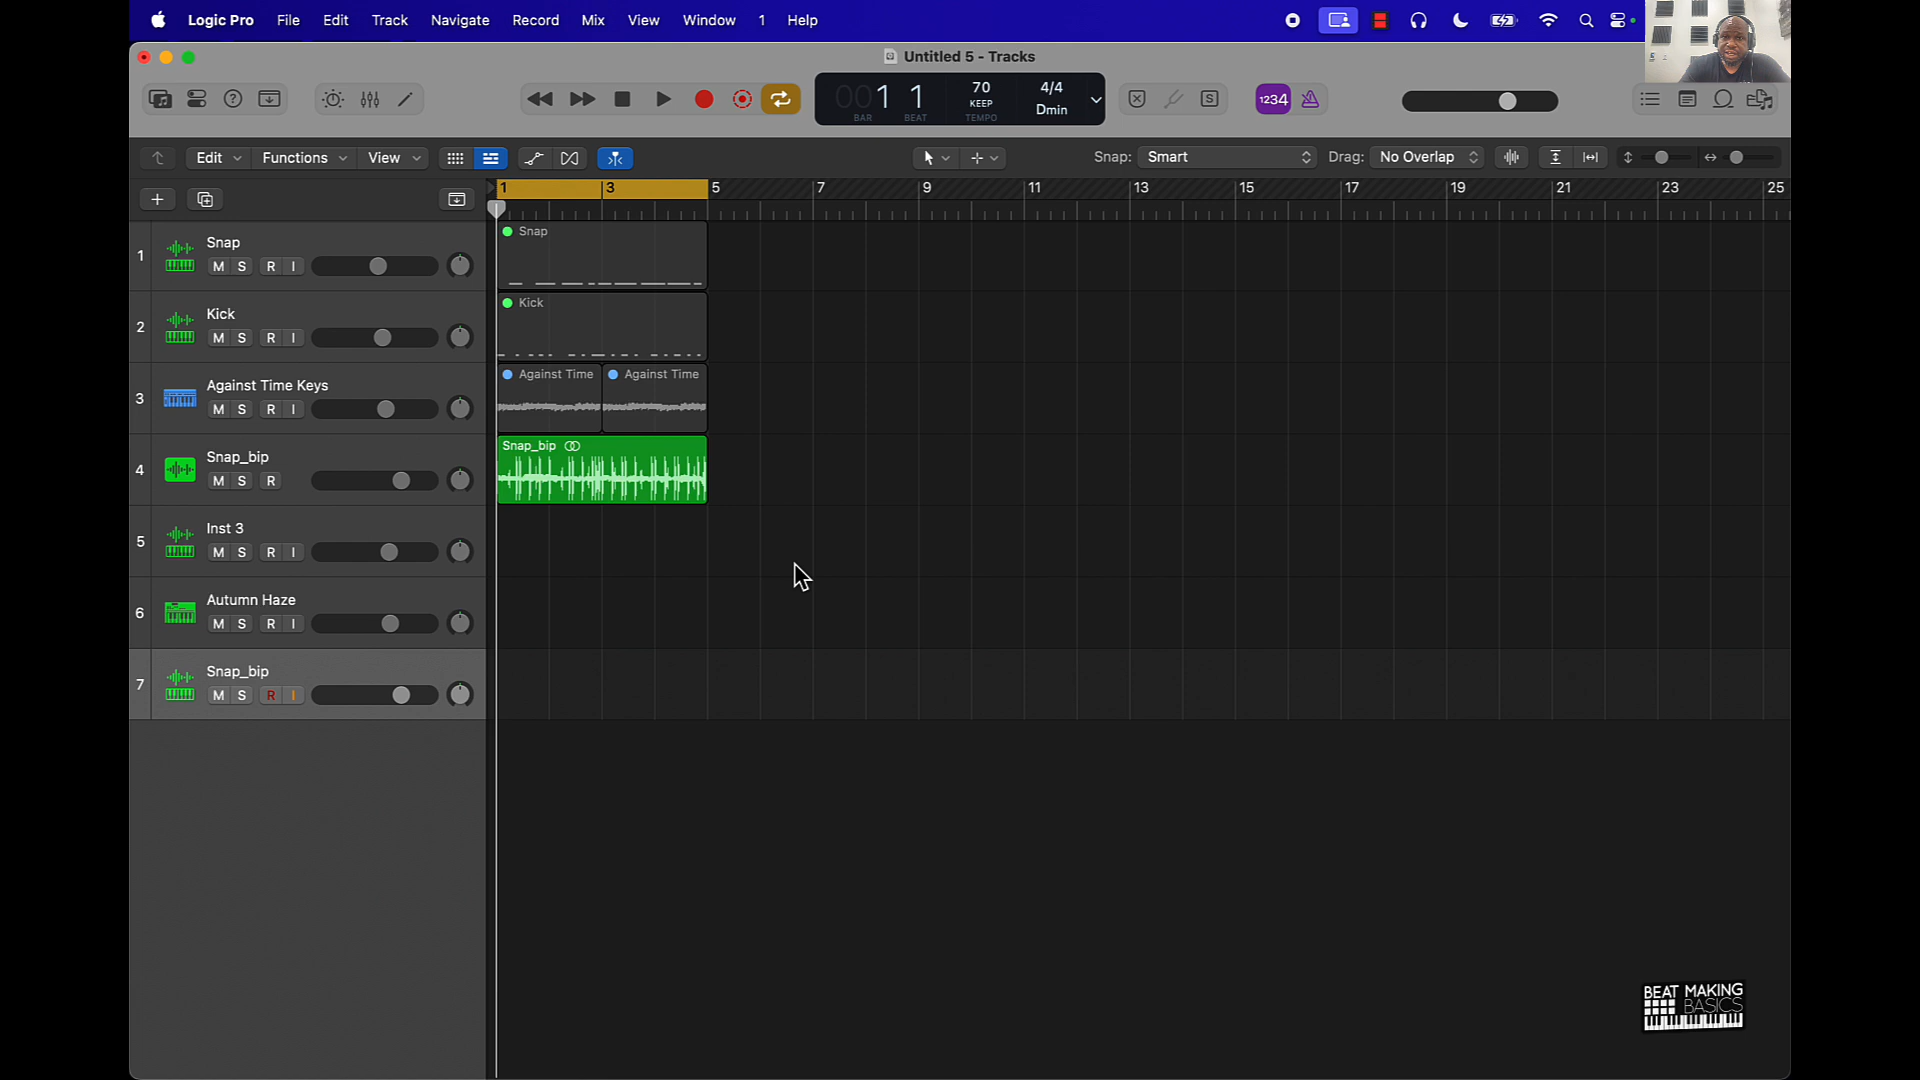 Logic Pro File Edit Track Navigate Record Mix View Window 1 Help
Untitled 5 - Tracks
001 1 70 4/4
KEEP Dmin
BAR BEAT TEMPO
1234
S
Edit Functions View Snap: Smart Drag: No Overlap
1 3 5 7 9 11 13 15 17 19 21 23 25
1 Snap
M S R I
Snap
2 Kick
M S R I
Kick
3 Against Time Keys
M S R I
Against Time Against Time
4 Snap_bip
M S R
Snap_bip
5 Inst 3
M S R I
6 Autumn Haze
M S R I
7 Snap_bip
M S R I
BEAT MAKING
BASICS